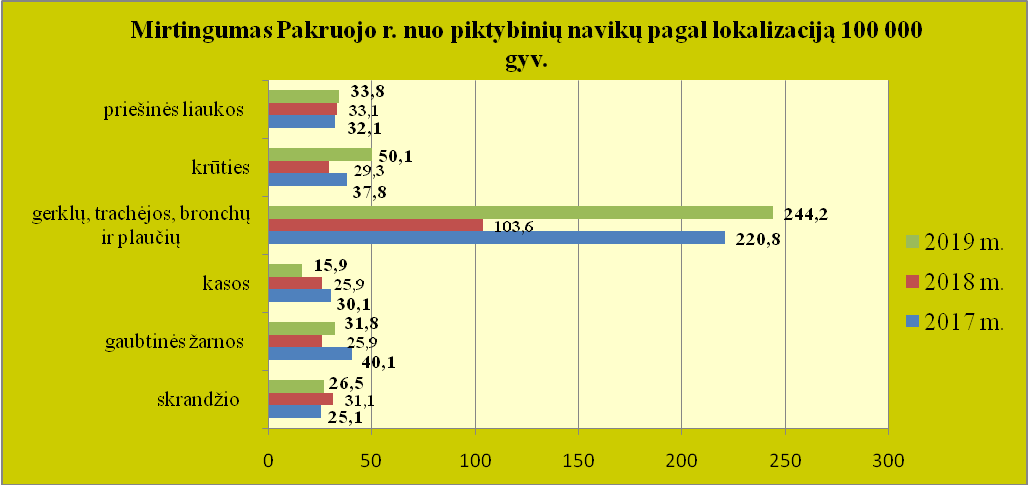 Mirtingumas Pakruojo r. nuo piktybinių navikų pagal lokalizaciją 100 000
gyv.
priešinės liaukos
33,8
33,1
32,1
krūties
50,1
29,3
37,8
gerklų, trachėjos, bronchų
ir plaučių
244,2
103,6
220,8
kasos
15,9
25,9
30,1
gaubtinės žarnos
31,8
25,9
40,1
skrandžio
26,5
31,1
25,1
0 50 100 150 200 250 300
2019 m.
2018 m.
2017 m.